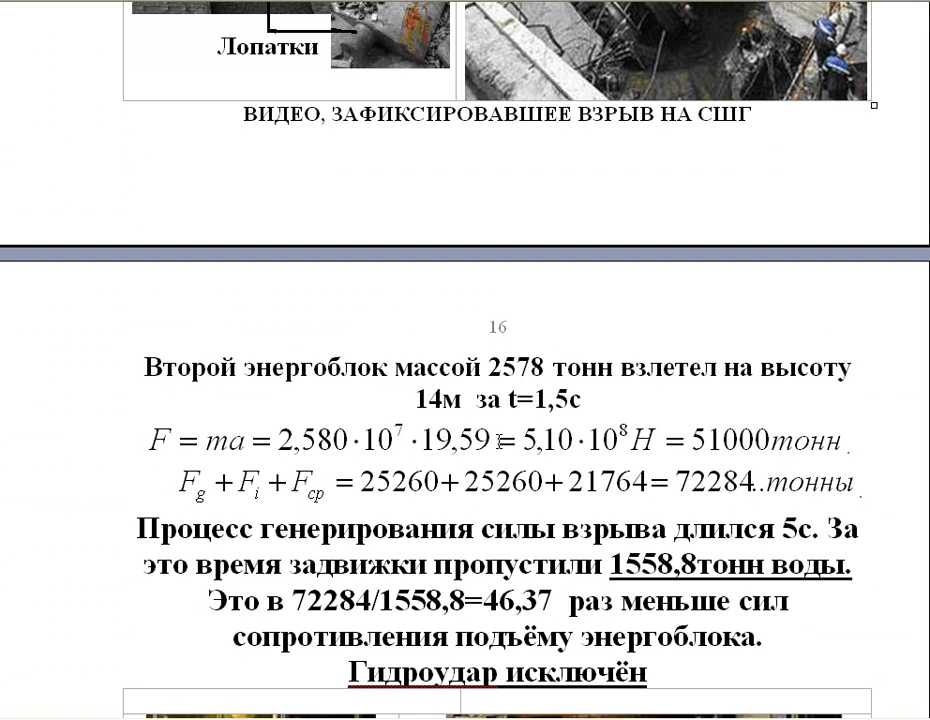 Лопатки
ВИДЕО, ЗАФИКСИРОВАВШЕЕ ВЗРЫВ НА СШГ
16
Второй энергоблок массой 2578 тонн взлетел на высоту
14м за t=1,5с
F = ma = 2,580·10⁷·19,59 = 5,10·10⁸ H = 51000тонн.
F_g + F_i + F_cp = 25260+25260+21764 = 72284..тонны.
Процесс генерирования силы взрыва длился 5с. За
это время задвижки пропустили 1558,8тонн воды.
Это в 72284/1558,8=46,37 раз меньше сил
сопротивления подъёму энергоблока.
Гидроудар исключён